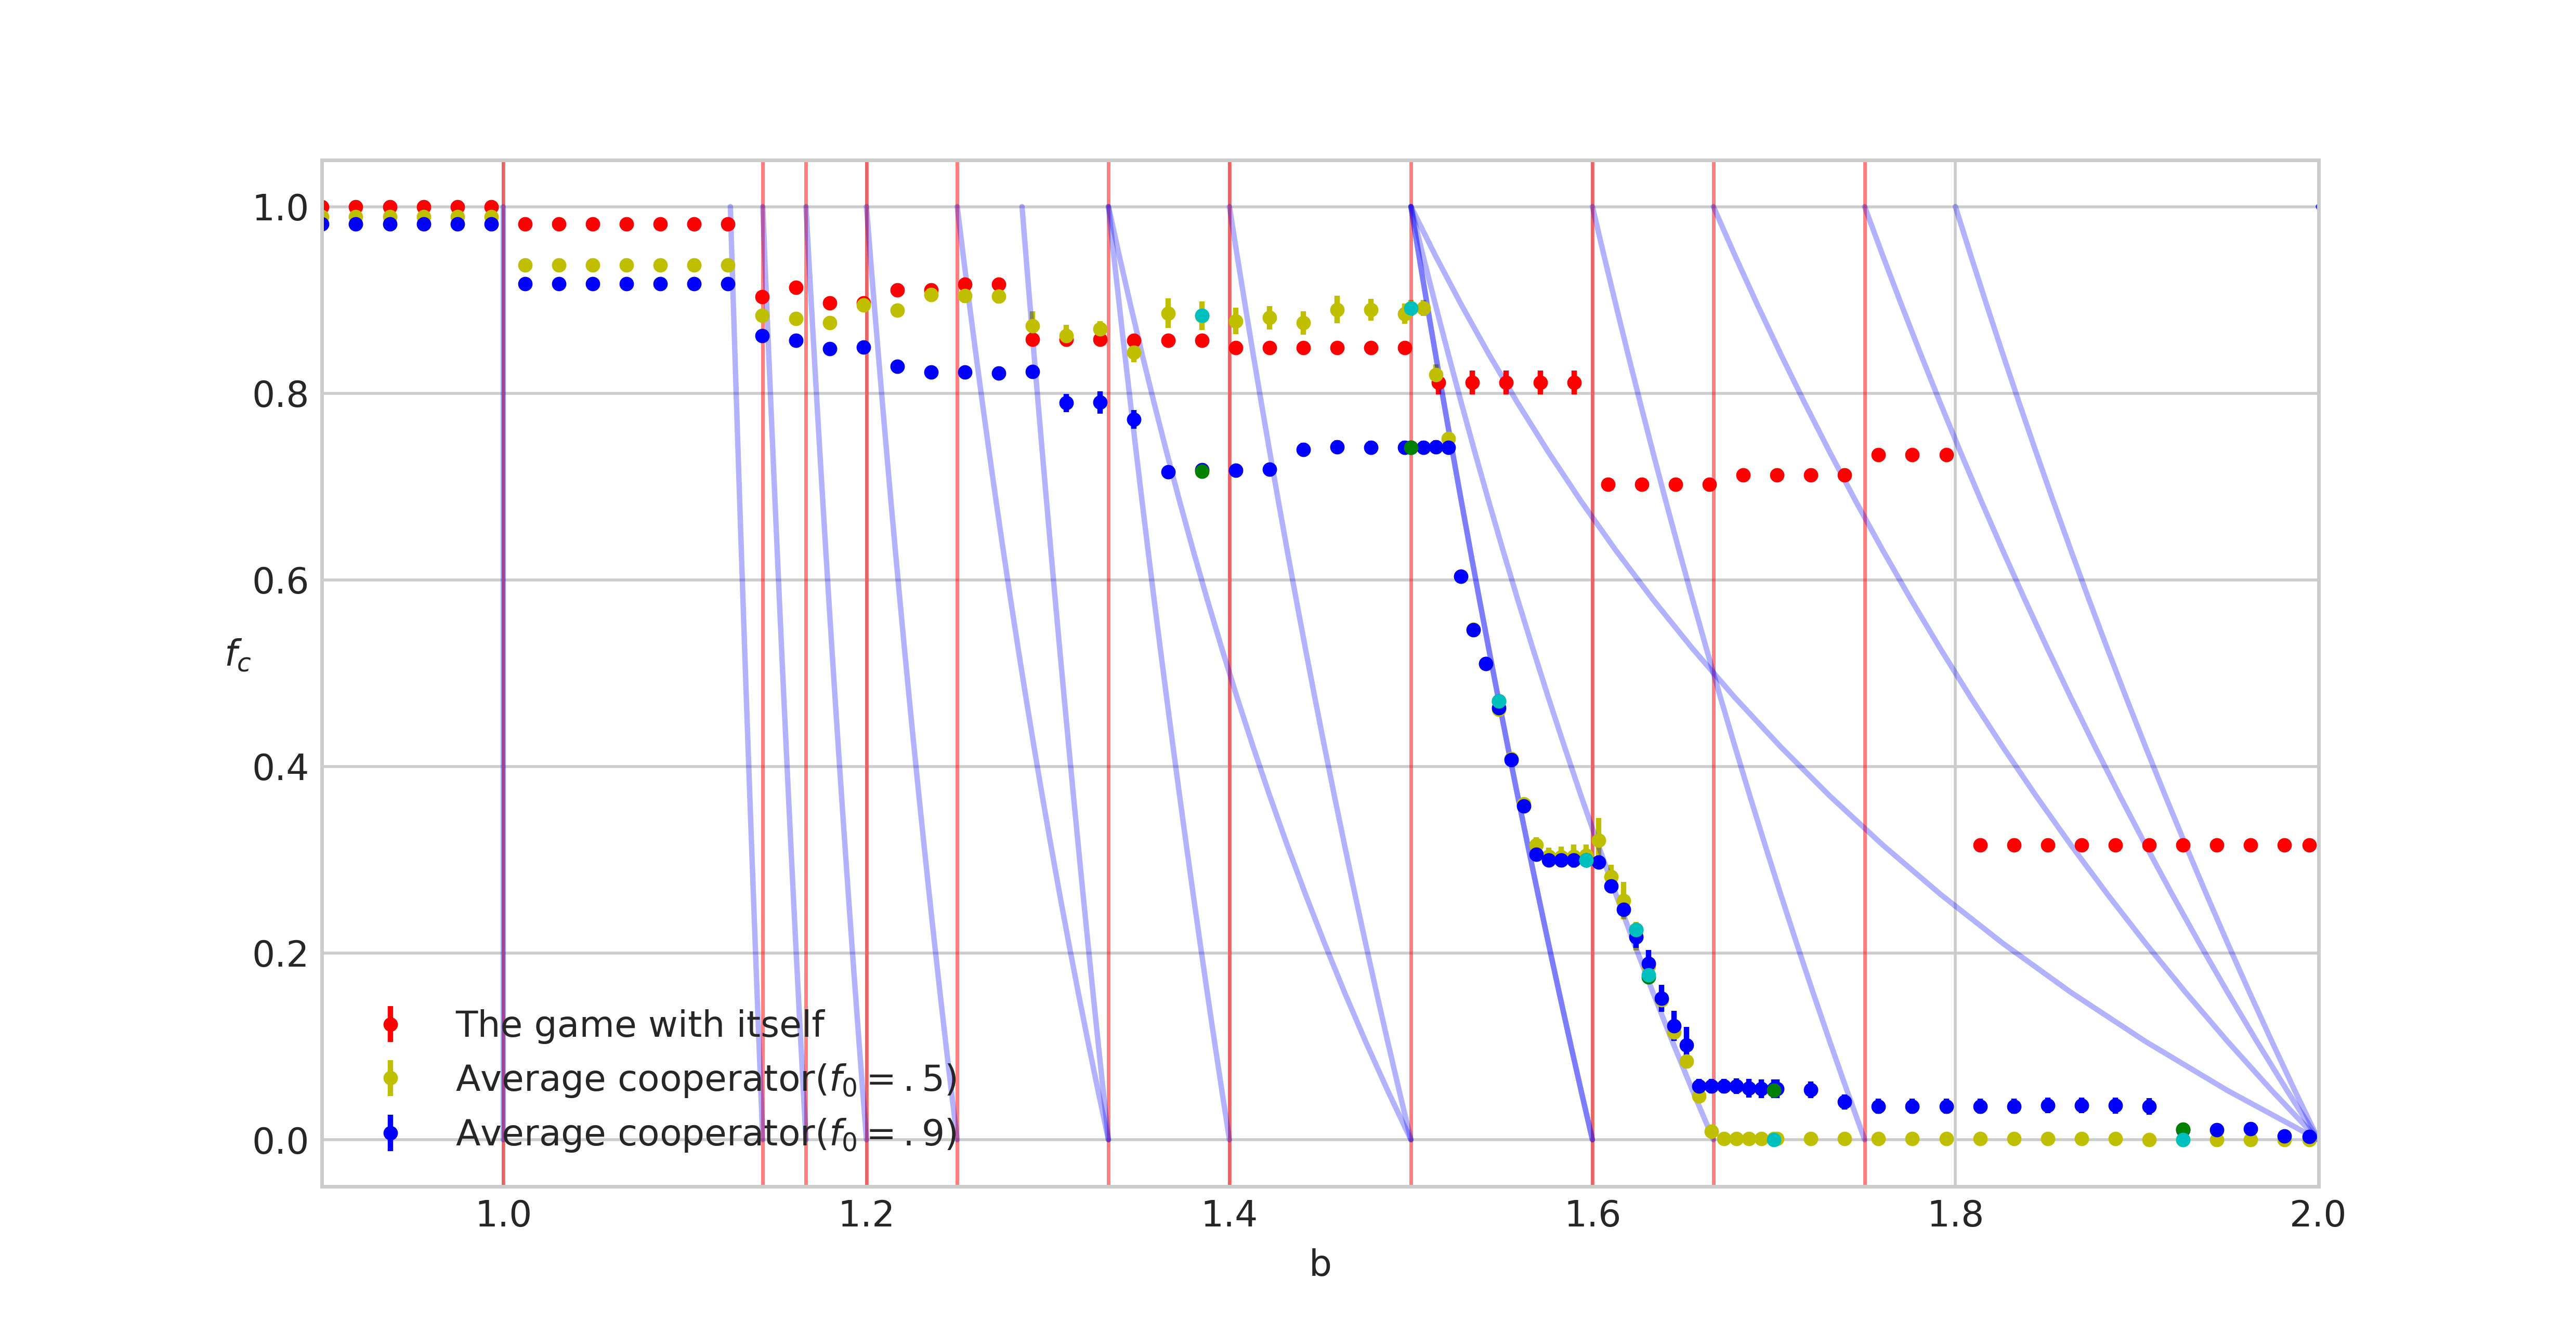 1.0
0.8
0.6
0.4
0.2
0.0
f_c
The game with itself
Average cooperator(f_0 = .5)
Average cooperator(f_0 = .9)
1.0 1.2 1.4 1.6 1.8 2.0
b